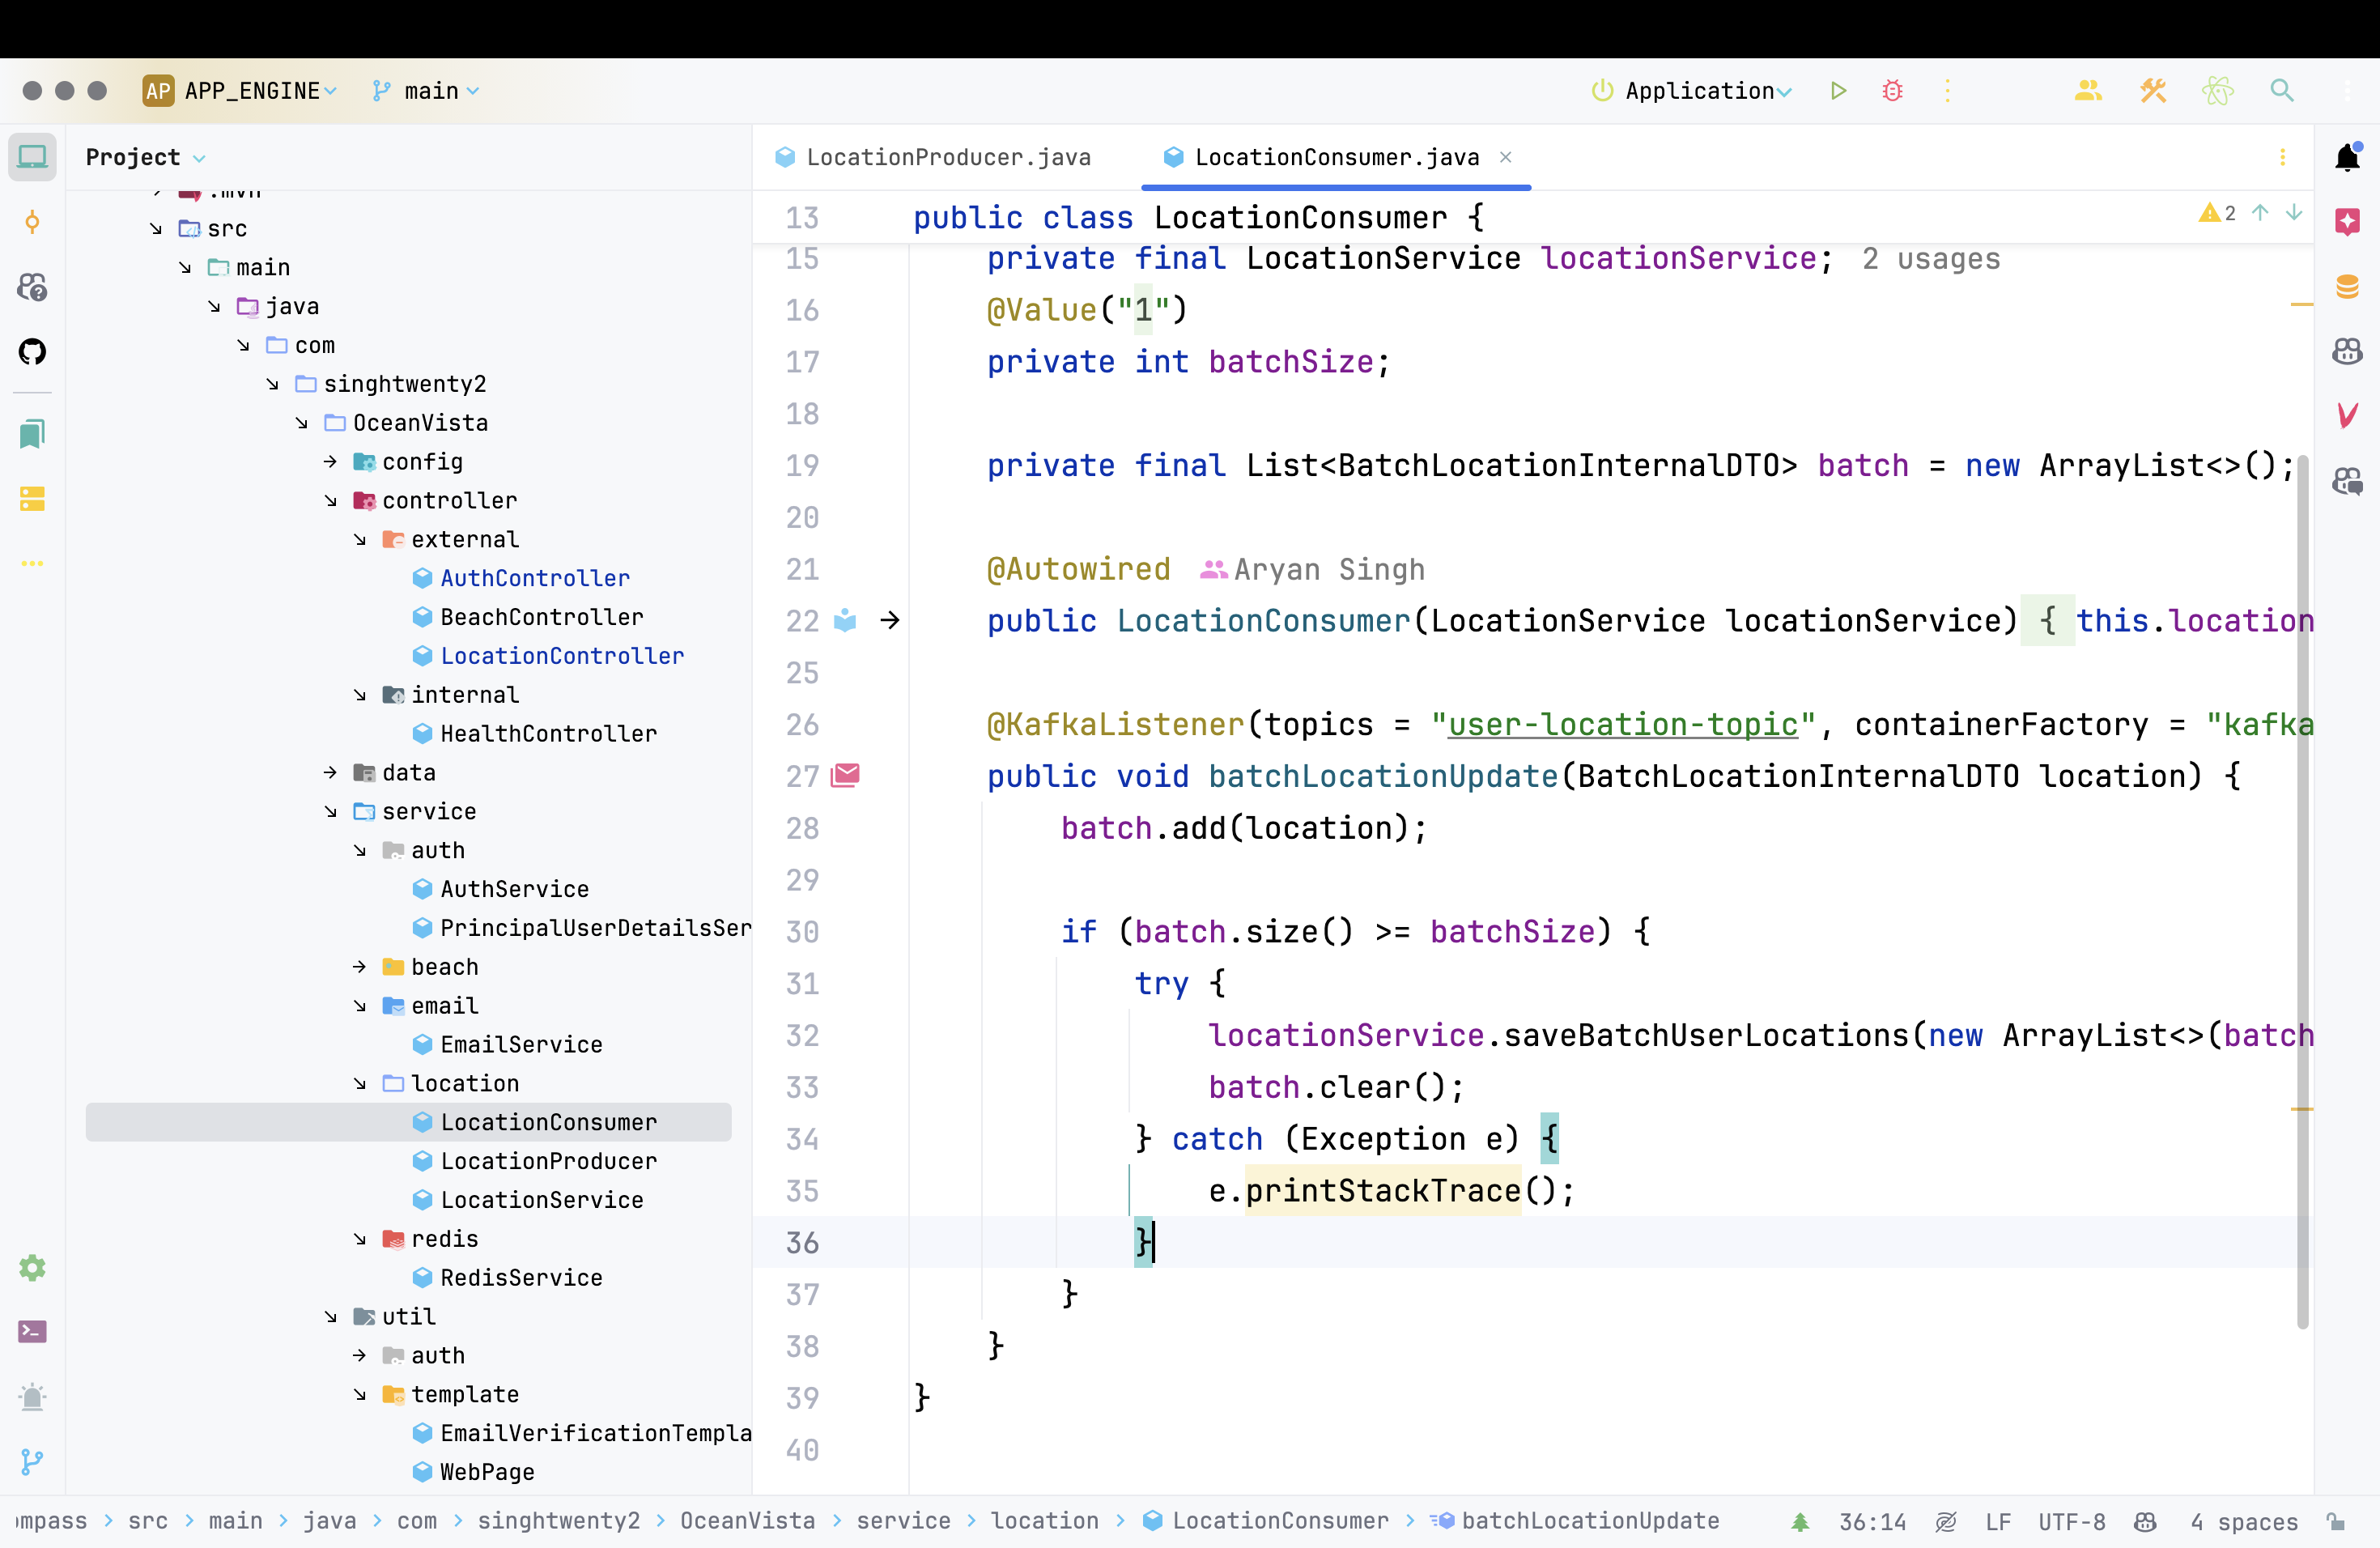 AP APP_ENGINE main Application
Project
LocationProducer.java LocationConsumer.java
.mvn
src
main
java
com
singhtwenty2
OceanVista
config
controller
external
AuthController
BeachController
LocationController
internal
HealthController
data
service
auth
AuthService
PrincipalUserDetailsSer
beach
email
EmailService
location
LocationConsumer
LocationProducer
LocationService
redis
RedisService
util
auth
template
EmailVerificationTempla
WebPage
13 public class LocationConsumer { 2
15 private final LocationService locationService; 2 usages
16 @Value("1")
17 private int batchSize;
18
19 private final List<BatchLocationInternalDTO> batch = new ArrayList<>();
20
21 @Autowired Aryan Singh
22 public LocationConsumer(LocationService locationService) { this.location
25
26 @KafkaListener(topics = "user-location-topic", containerFactory = "kafka
27 public void batchLocationUpdate(BatchLocationInternalDTO location) {
28 batch.add(location);
29
30 if (batch.size() >= batchSize) {
31 try {
32 locationService.saveBatchUserLocations(new ArrayList<>(batch
33 batch.clear();
34 } catch (Exception e) {
35 e.printStackTrace();
36 }
37 }
38 }
39 }
40
ompass > src > main > java > com > singhtwenty2 > OceanVista > service > location > LocationConsumer > batchLocationUpdate 36:14 LF UTF-8 4 spaces